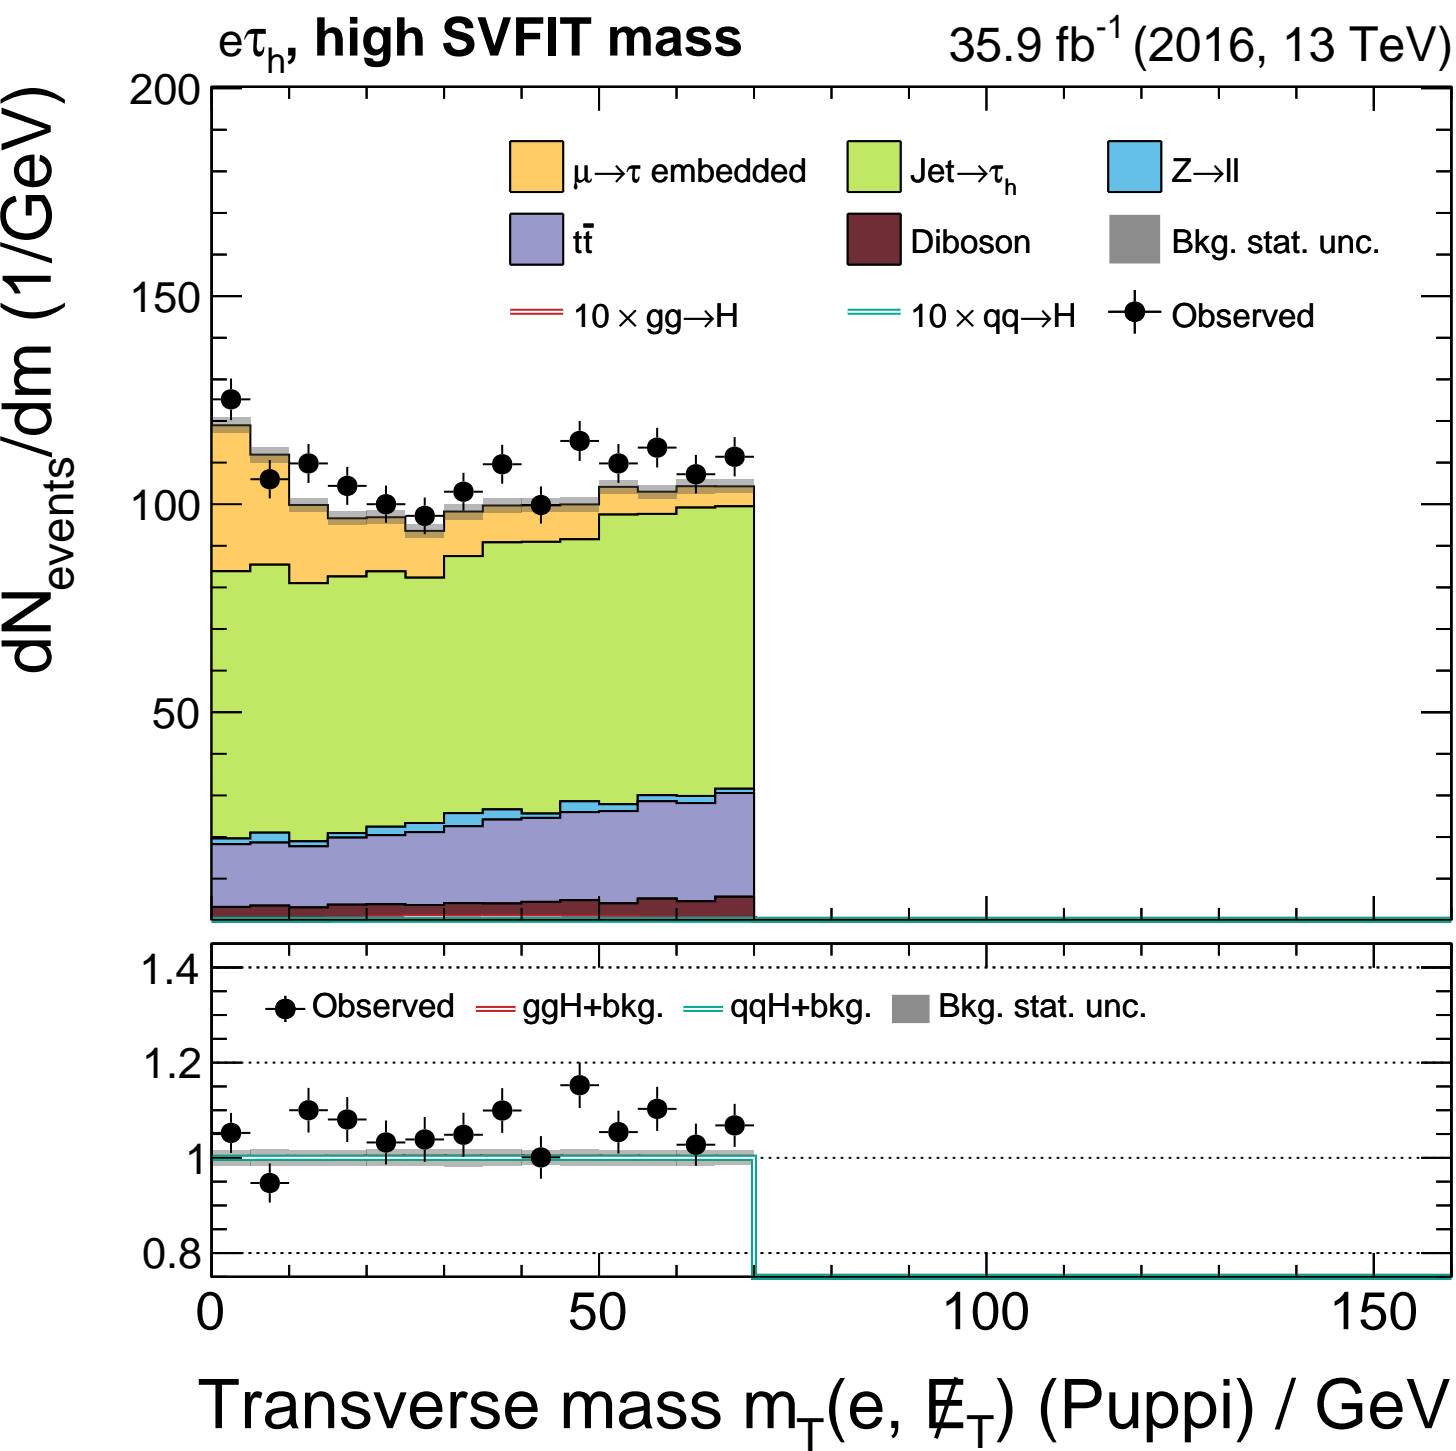 eτh, high SVFIT mass 35.9 fb-1 (2016, 13 TeV)
dNevents/dm (1/GeV)
200
150
100
50
μ→τ embedded Jet→τh Z→ll
tt̄ Diboson Bkg. stat. unc.
10 × gg→H 10 × qq→H Observed
1.4
1.2
1
0.8
Observed ggH+bkg. qqH+bkg. Bkg. stat. unc.
0 50 100 150
Transverse mass mT(e, E̸T) (Puppi) / GeV